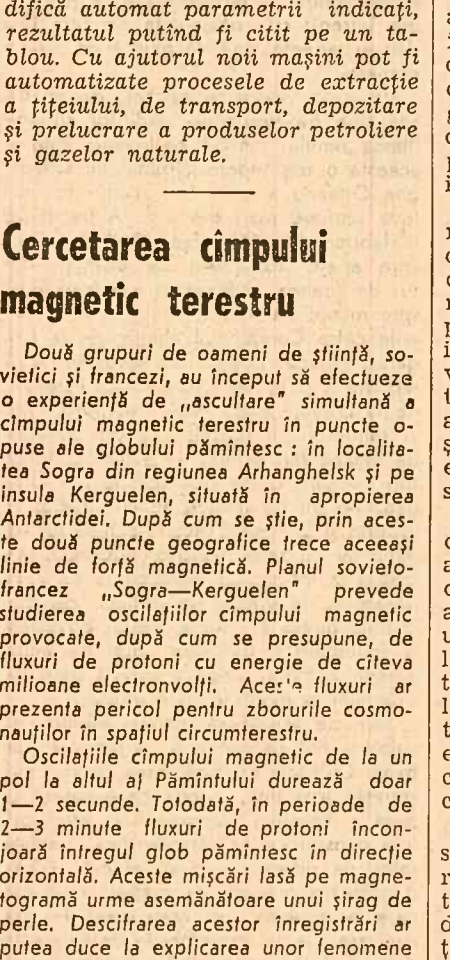 difică automat parametrii indicați,
rezultatul putînd fi citit pe un ta-
blou. Cu ajutorul noii mașini pot fi
automatizate procesele de extracție
a țițeiului, de transport, depozitare
și prelucrare a produselor petroliere
și gazelor naturale.
Cercetarea cîmpului
magnetic terestru
Două grupuri de oameni de știință, so-
vietici și francezi, au început să efectueze
o experiență de „ascultare" simultană a
cîmpului magnetic terestru în puncte o-
puse ale globului pămîntesc : în localita-
tea Sogra din regiunea Arhanghelsk și pe
insula Kerguelen, situată în apropierea
Antarctidei. După cum se știe, prin aces-
te două puncte geografice trece aceeași
linie de forță magnetică. Planul sovieto-
francez „Sogra—Kerguelen" prevede
studierea oscilațiilor cîmpului magnetic
provocate, după cum se presupune, de
fluxuri de protoni cu energie de cîteva
milioane electronvolți. fluxuri ar
prezenta pericol pentru zborurile cosmo-
nauților în spațiul circumterestru.
Oscilațiile cîmpului magnetic de la un
pol la altul al Pămîntului durează doar
1—2 secunde. Totodată, în perioade de
2—3 minute fluxuri de protoni încon-
joară întregul glob pămîntesc în direcție
orizontală. Aceste mișcări lasă pe magne-
togramă urme asemănătoare unui șirag de
perle. Descifrarea acestor înregistrări ar
putea duce la explicarea unor fenomene